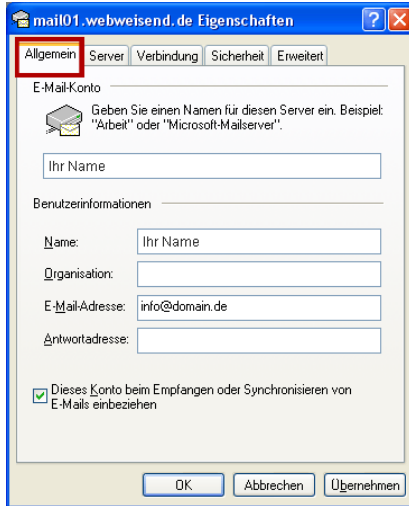 mail01.webweisend.de Eigenschaften
Allgemein Server Verbindung Sicherheit Erweitert
E-Mail-Konto
Geben Sie einen Namen für diesen Server ein. Beispiel:
"Arbeit" oder "Microsoft-Mailserver".
Ihr Name
Benutzerinformationen
Name: Ihr Name
Organisation:
E-Mail-Adresse: info@domain.de
Antwortadresse:
Dieses Konto beim Empfangen oder Synchronisieren von
E-Mails einbeziehen
OK Abbrechen Übernehmen